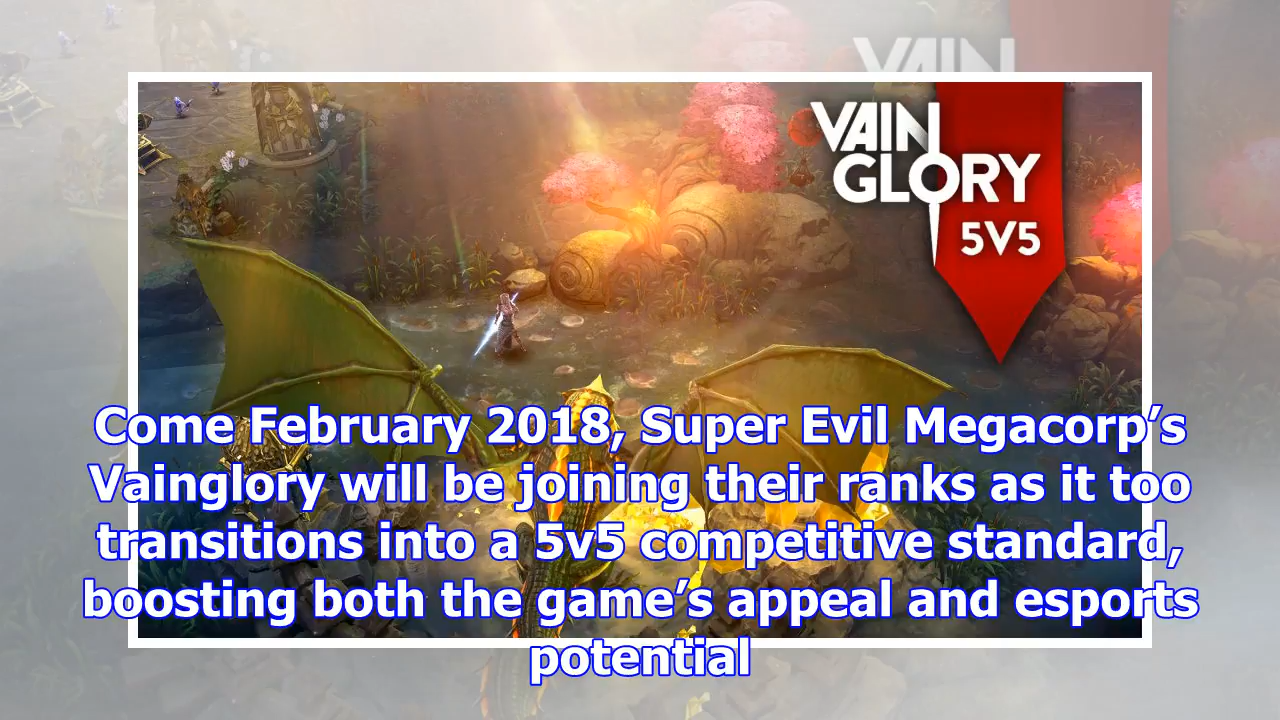 VAIN
VAIN
GLORY
5V5
Come February 2018, Super Evil Megacorp’s
Vainglory will be joining their ranks as it too
transitions into a 5v5 competitive standard,
boosting both the game’s appeal and esports
potential